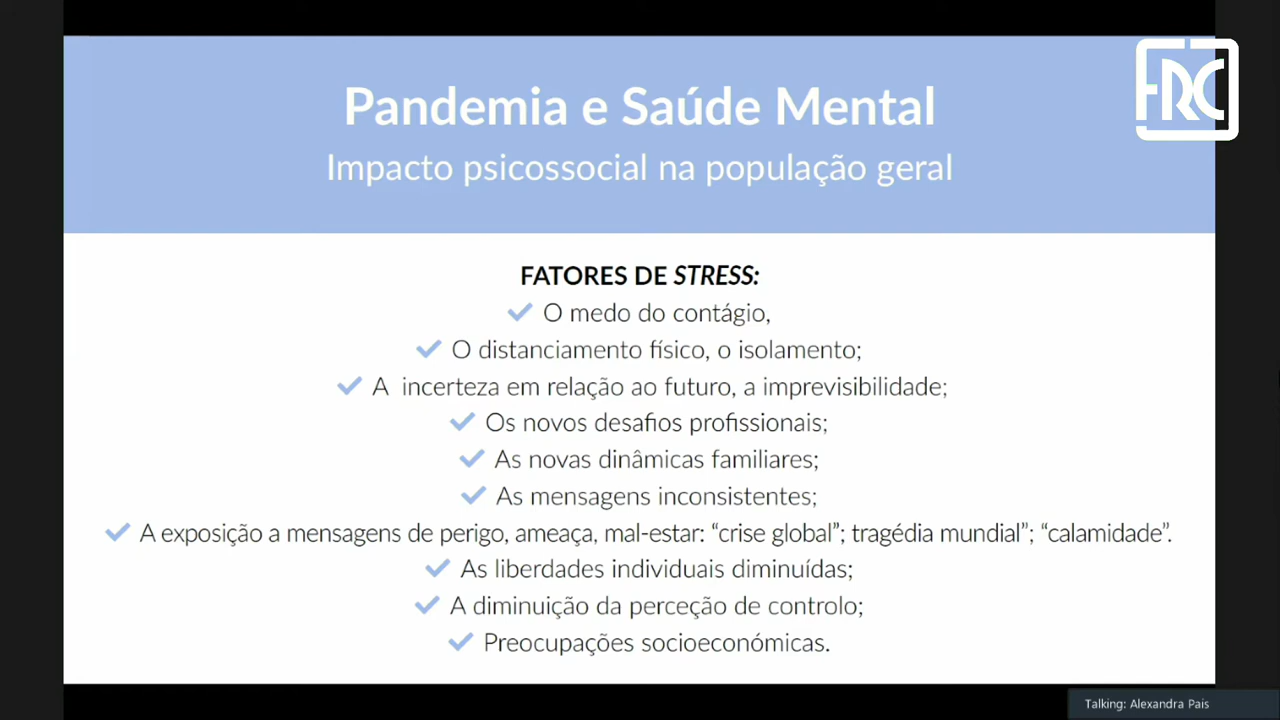 FRC
Pandemia e Saúde Mental
Impacto psicossocial na população geral
FATORES DE STRESS:
O medo do contágio,
O distanciamento físico, o isolamento;
A incerteza em relação ao futuro, a imprevisibilidade;
Os novos desafios profissionais;
As novas dinâmicas familiares;
As mensagens inconsistentes;
A exposição a mensagens de perigo, ameaça, mal-estar: “crise global”; tragédia mundial”; “calamidade”.
As liberdades individuais diminuídas;
A diminuição da perceção de controlo;
Preocupações socioeconómicas.
Talking: Alexandra Pais